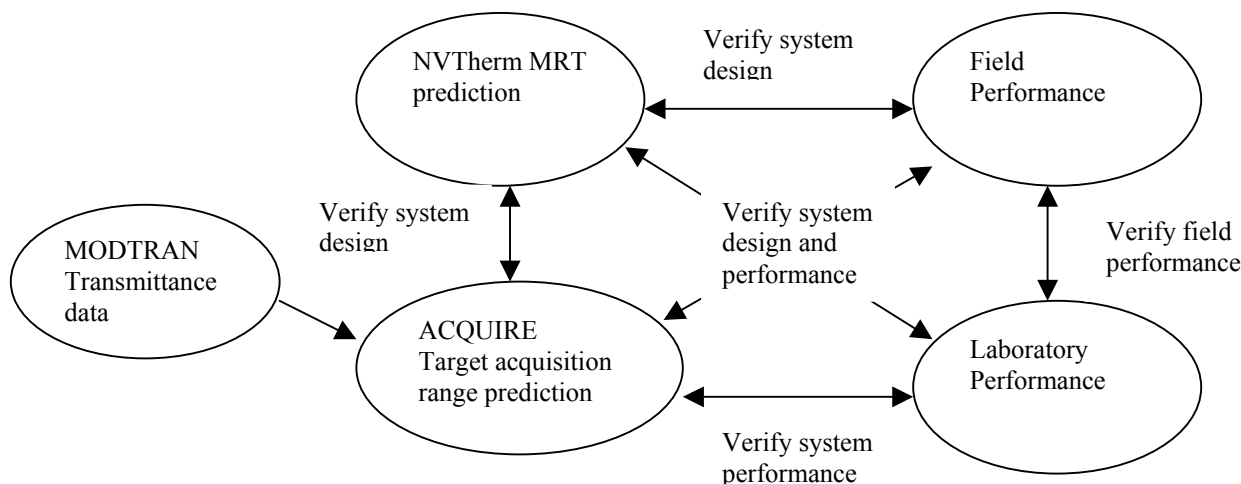 NVTherm MRT
prediction
Verify system
design
Field
Performance
Verify system
design
Verify system
design and
performance
Verify field
performance
MODTRAN
Transmittance
data
ACQUIRE
Target acquisition
range prediction
Laboratory
Performance
Verify system
performance